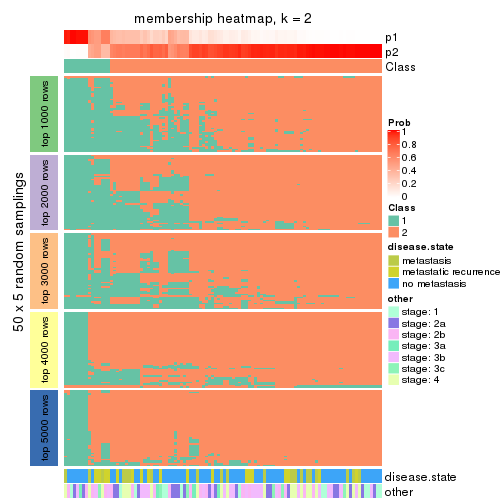 membership heatmap, k = 2
p1
p2
Class
50 x 5 random samplings
top 1000 rows
top 2000 rows
top 3000 rows
top 4000 rows
top 5000 rows
disease.state
other
Prob
1
0.8
0.6
0.4
0.2
0
Class
1
2
disease.state
metastasis
metastatic recurrence
no metastasis
other
stage: 1
stage: 2a
stage: 2b
stage: 3a
stage: 3b
stage: 3c
stage: 4